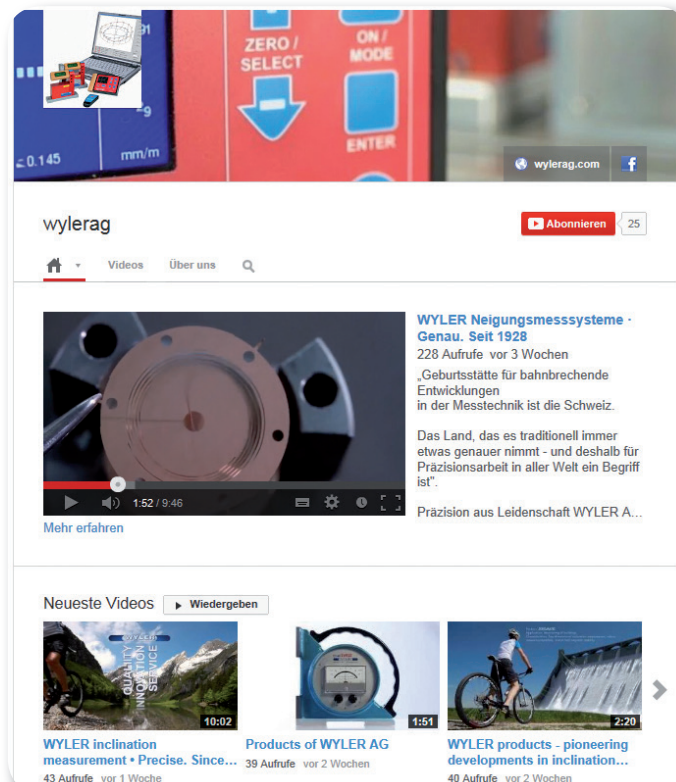 91
-9
ZERO /
SELECT
ON /
MODE
ENTER
0.145
mm/m
wylerag.com
wylerag
Abonnieren
25
Videos
Über uns
WYLER Neigungsmesssysteme ·
Genau. Seit 1928
228 Aufrufe vor 3 Wochen
„Geburtsstätte für bahnbrechende
Entwicklungen
in der Messtechnik ist die Schweiz.
Das Land, das es traditionell immer
etwas genauer nimmt - und deshalb für
Präzisionsarbeit in aller Welt ein Begriff
ist".
Präzision aus Leidenschaft WYLER A...
1:52 / 9:46
Mehr erfahren
Neueste Videos
Wiedergeben
WYLER
QUALITY
INNOVATION
SERVICE
10:02
1:51
2:20
WYLER inclination
measurement • Precise. Since...
43 Aufrufe vor 1 Woche
Products of WYLER AG
39 Aufrufe vor 2 Wochen
WYLER products - pioneering
developments in inclination...
40 Aufrufe vor 2 Wochen